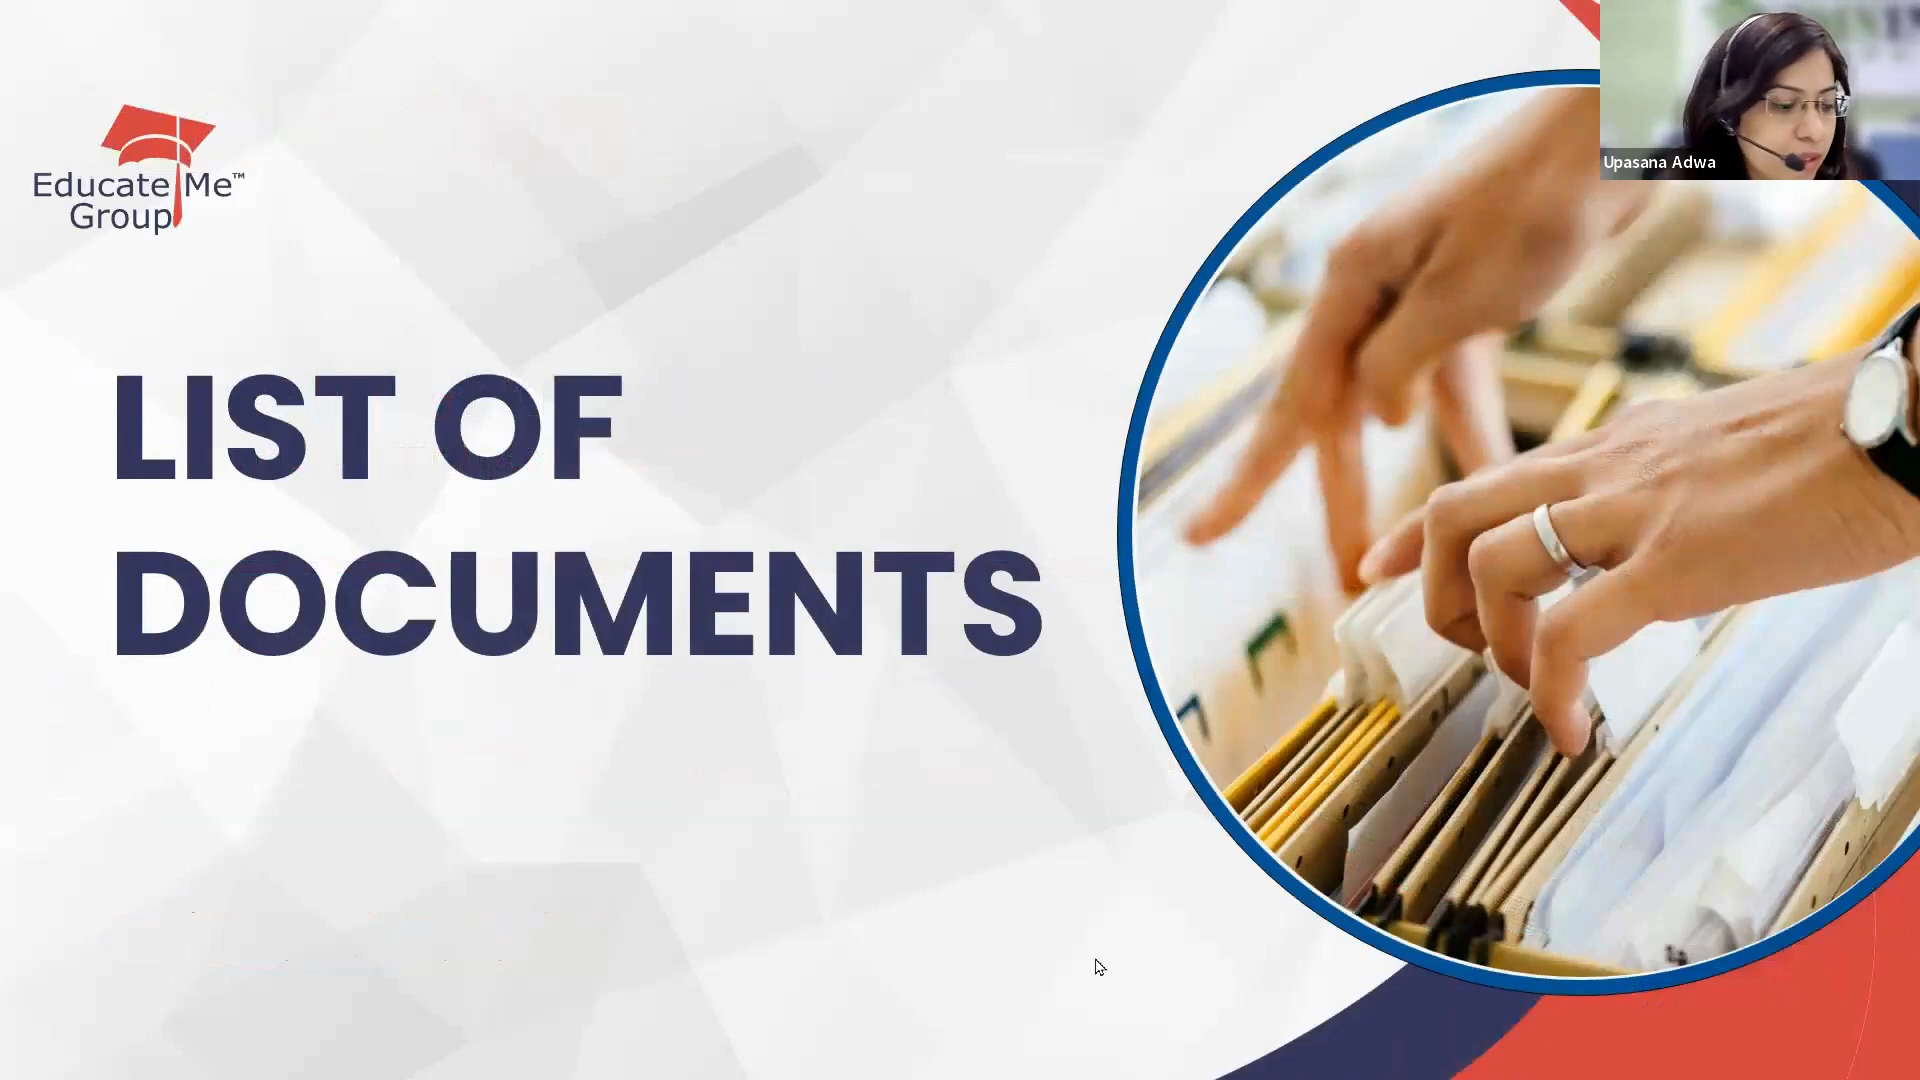 Educate Me™
Group
LIST OF
DOCUMENTS
Upasana Adwa